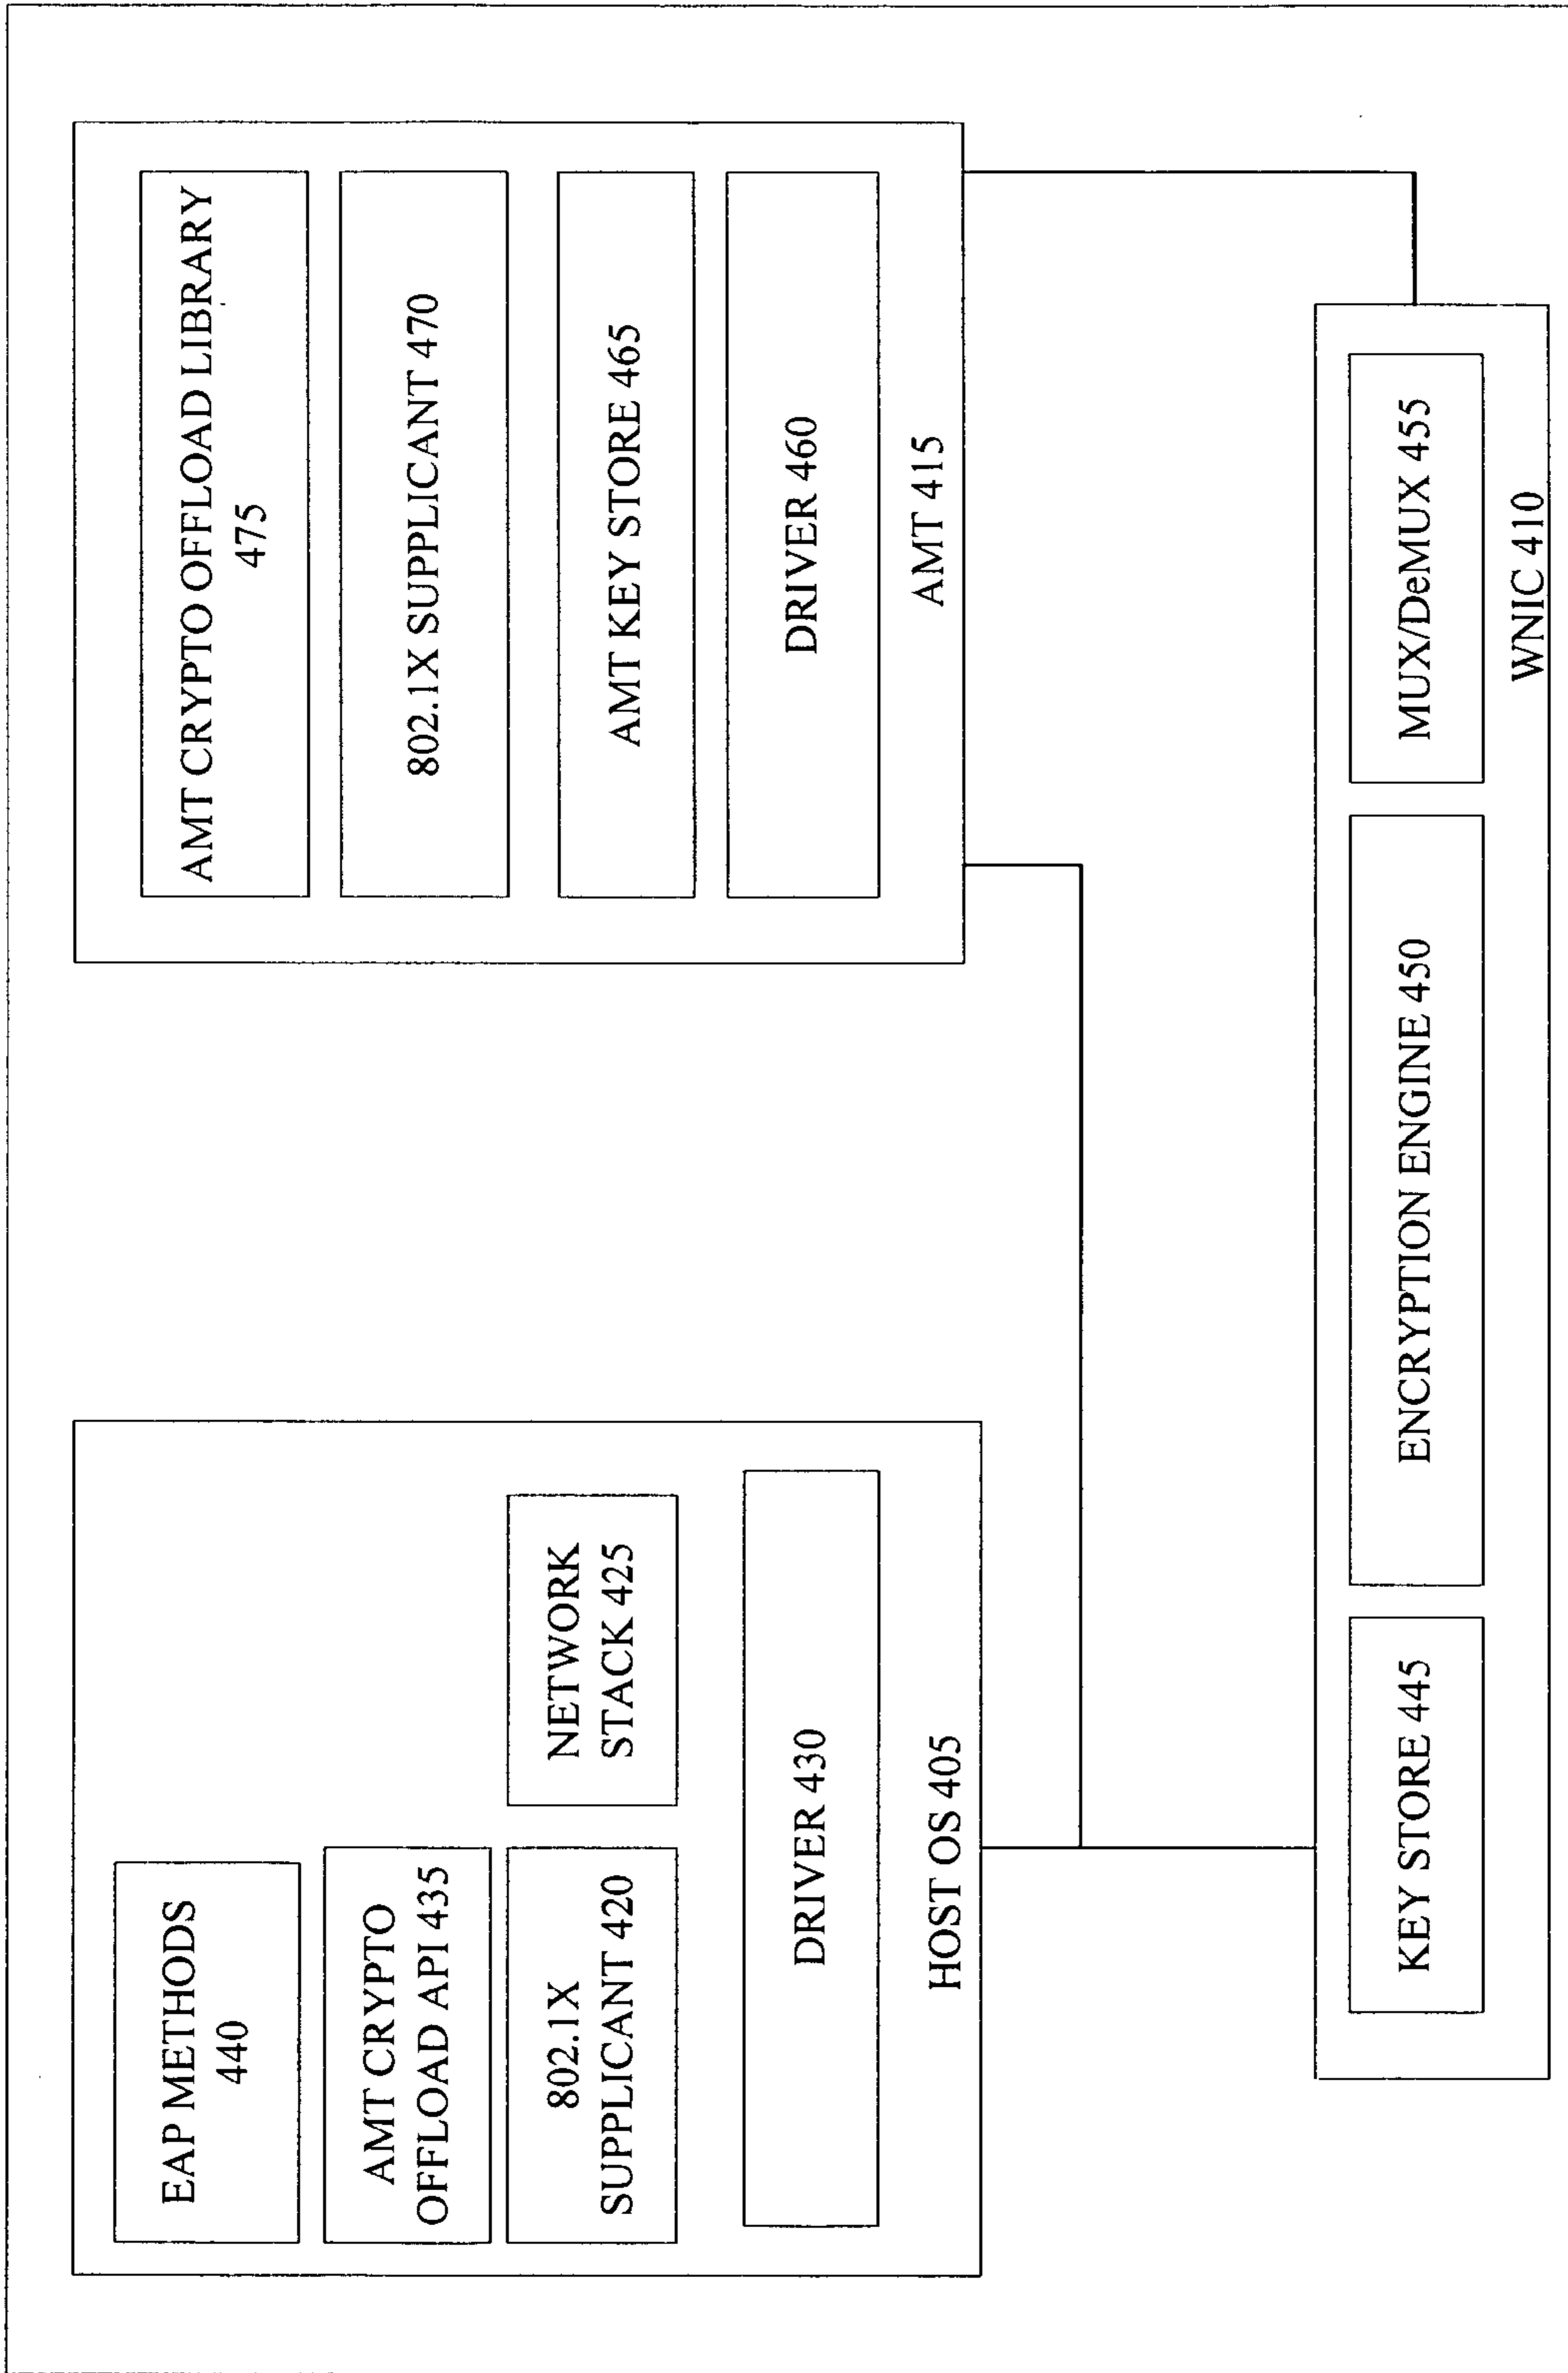 EAP METHODS
440
AMT CRYPTO
OFFLOAD API 435
802.1X
SUPPLICANT 420
NETWORK
STACK 425
DRIVER 430
HOST OS 405
AMT CRYPTO OFFLOAD LIBRARY
475
802.1X SUPPLICANT 470
AMT KEY STORE 465
DRIVER 460
AMT 415
KEY STORE 445
ENCRYPTION ENGINE 450
MUX/DeMUX 455
WNIC 410